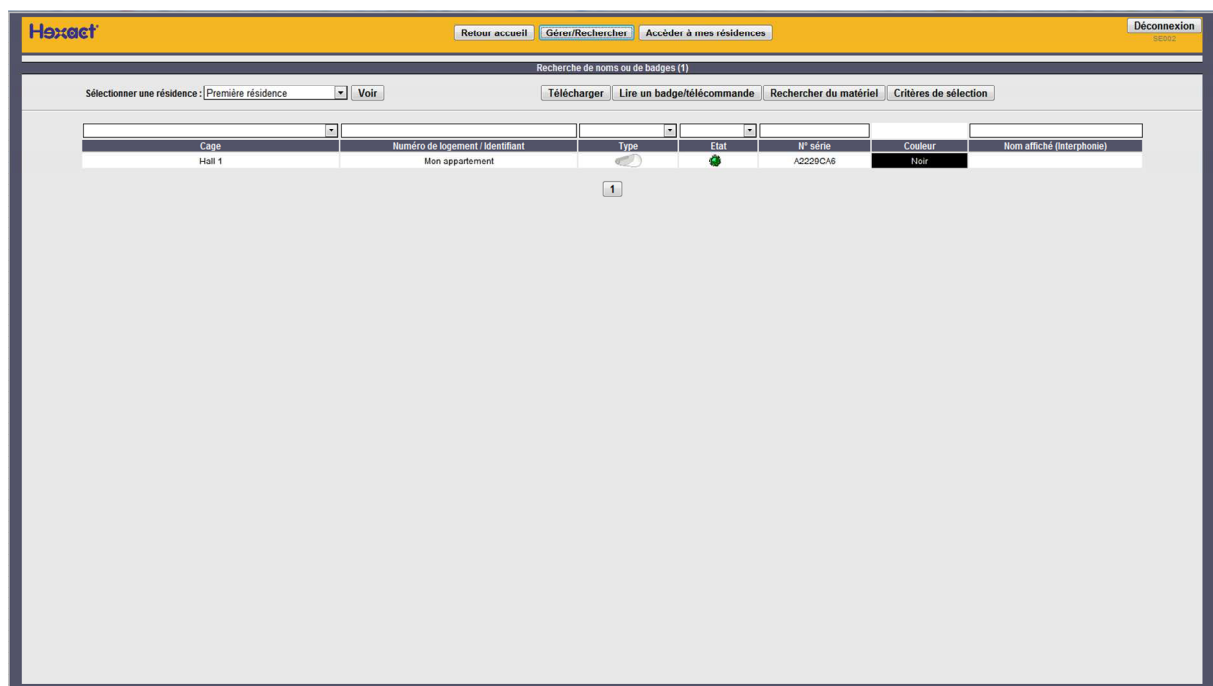 Hexact
Retour accueil Gérer/Rechercher Accèder à mes résidences
Déconnexion
SE002
Recherche de noms ou de badges (1)
Sélectionner une résidence : Première résidence Voir Télécharger Lire un badge/télécommande Rechercher du matériel Critères de sélection
Cage Numéro de logement / Identifiant Type Etat N° série Couleur Nom affiché (Interphonie)
Hall 1 Mon appartement A2229CA6 Noir
1